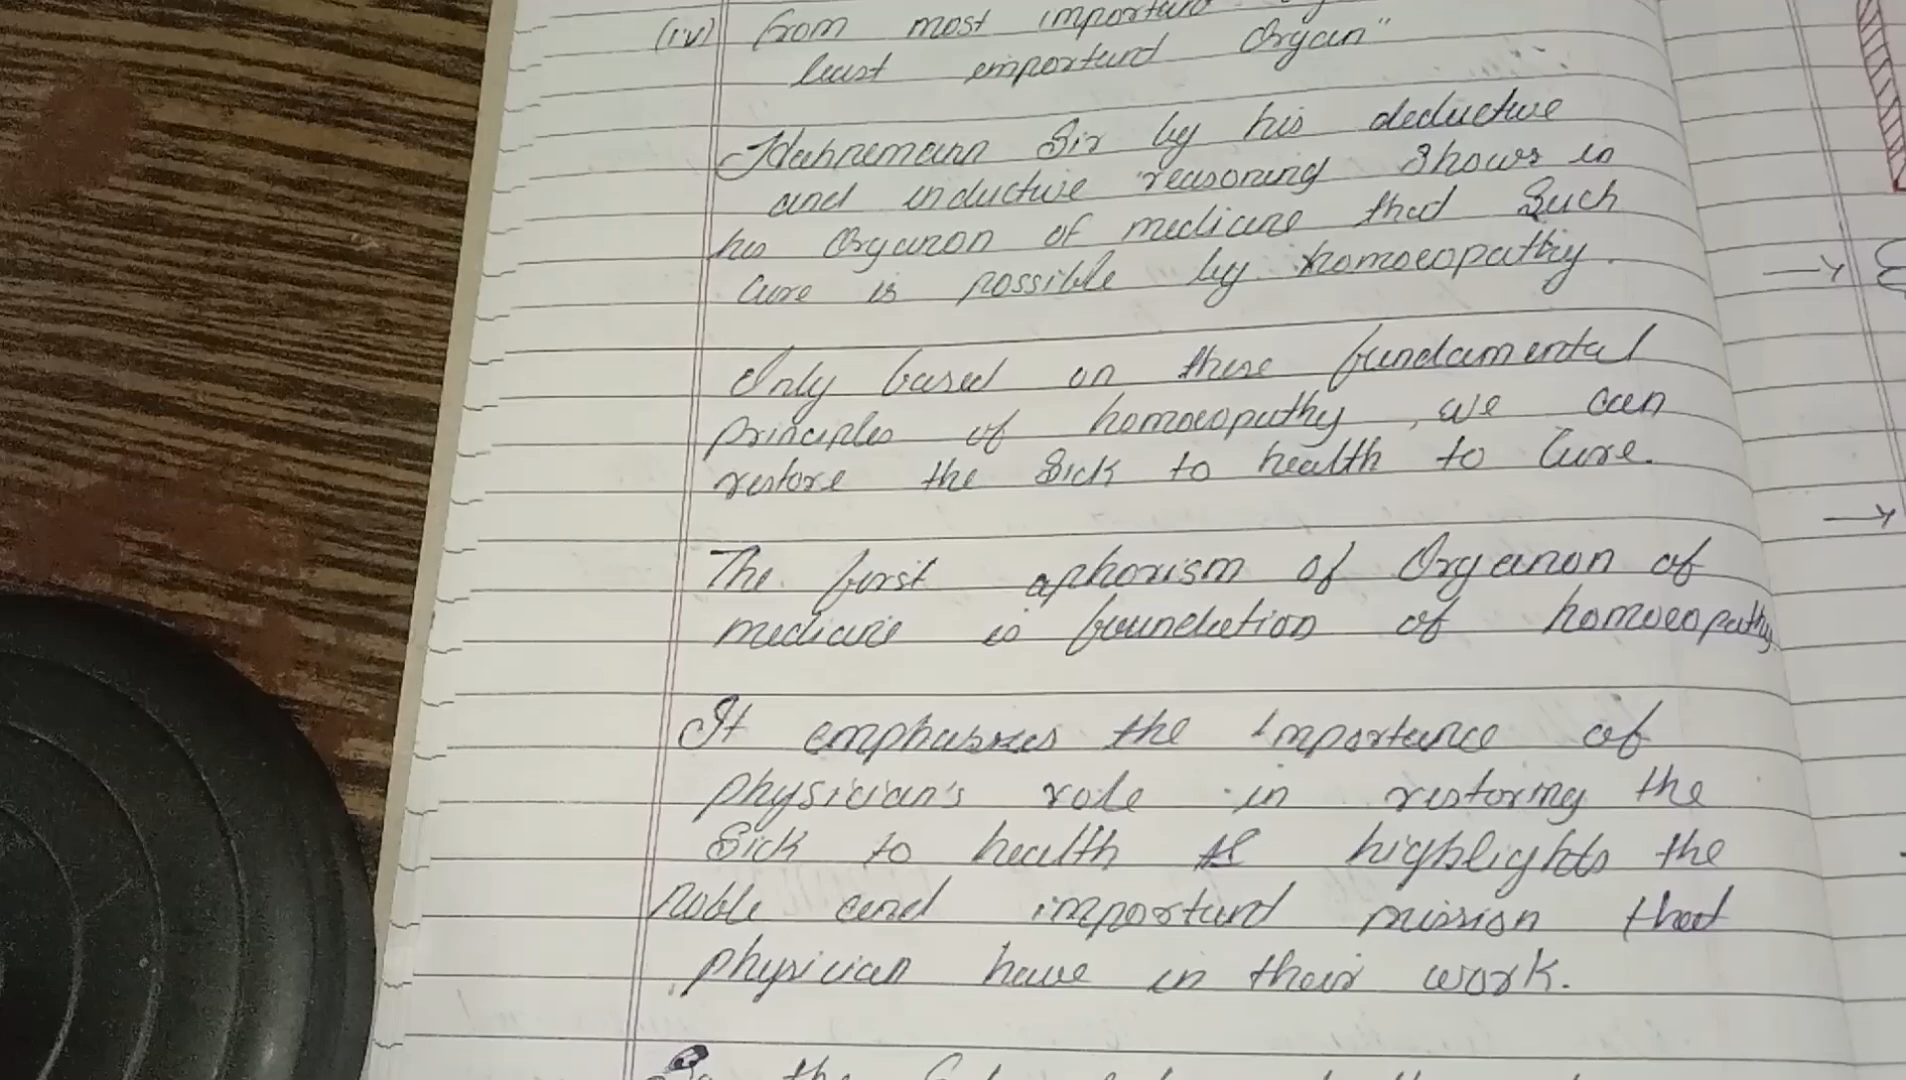 (iv) from most important
least emportand Organ"
Hahnemann Sir by his deductive
and inductive reasoning shows in
his Organon of medicine that Such
Cure is possible by homoeopathy.
Only based on these fundamental
principles of homoeopathy, we can
restore the Sick to health to Cure.
The first aphorism of Organon of
medicine is foundation of homoeopathy.
It emphasizes the importance of
physician's role in restoring the
Sick to health & highlights the
noble and important mission that
physician have in their work.
the